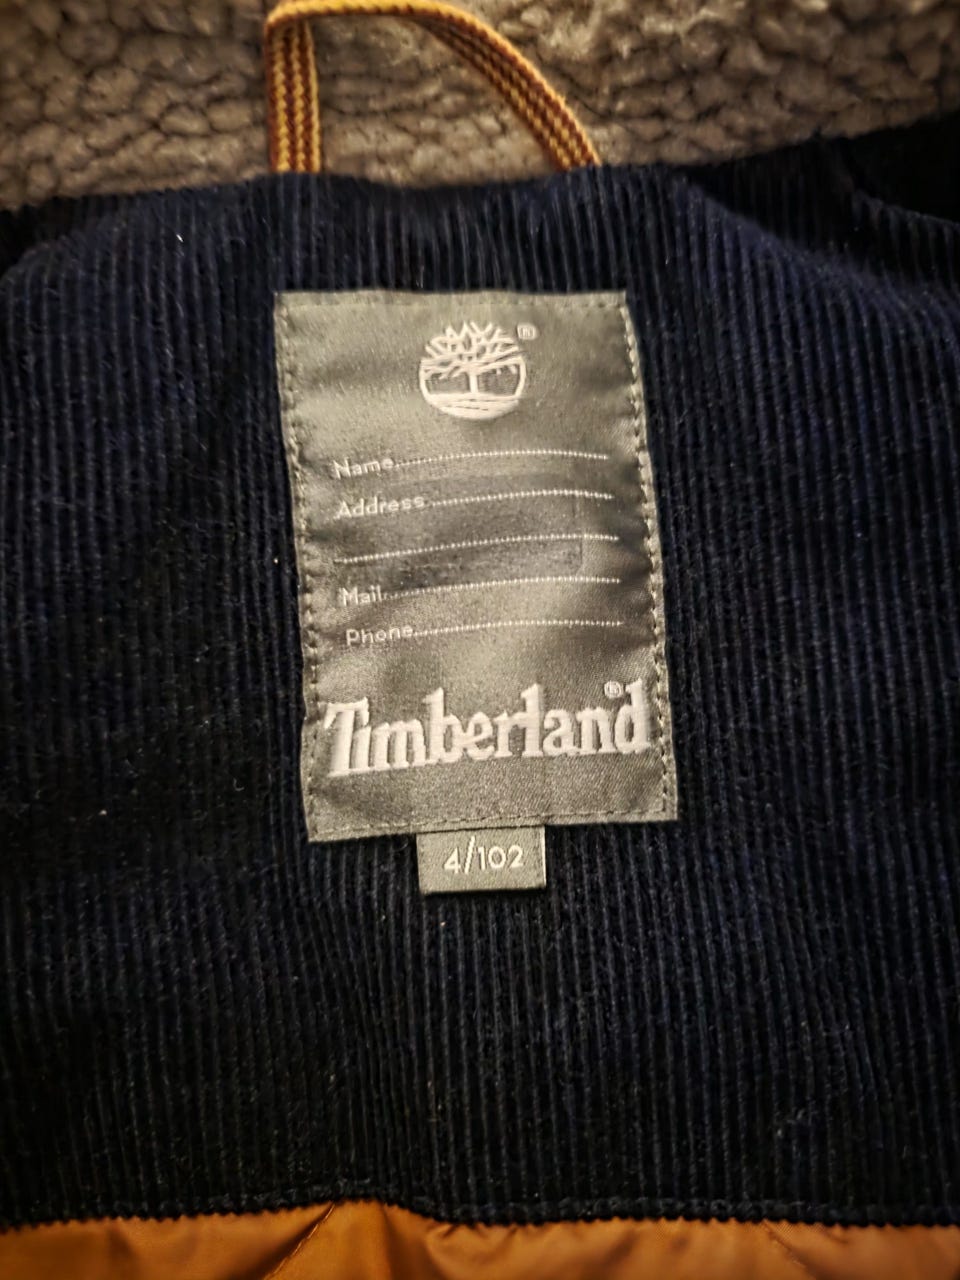 ®
Name
Address
Mail
Phone
Timberland®
4/102